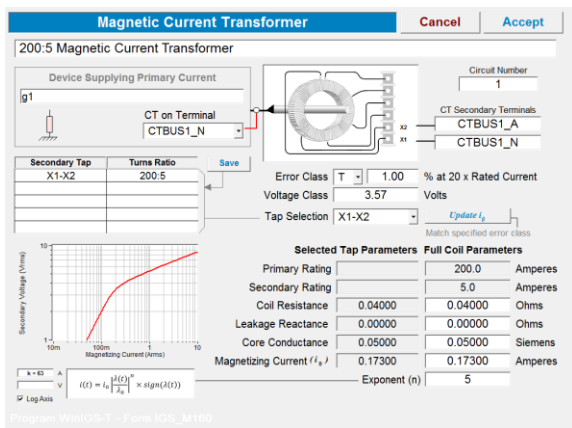 Magnetic Current Transformer
Cancel
Accept
200:5 Magnetic Current Transformer
Device Supplying Primary Current
g1
CT on Terminal
CTBUS1_N
X2
X1
Circuit Number
1
CT Secondary Terminals
CTBUS1_A
CTBUS1_N
Secondary Tap Turns Ratio
X1-X2 200:5
Save
Error Class T 1.00 % at 20 x Rated Current
Voltage Class 3.57 Volts
Tap Selection X1-X2
Update i₀
Match specified error class
Secondary Voltage (Vrms)
10
1
10m 100m 1 10
Magnetizing Current (Arms)
Selected Tap Parameters Full Coil Parameters
Primary Rating 200.0 Amperes
Secondary Rating 5.0 Amperes
Coil Resistance 0.04000 0.04000 Ohms
Leakage Reactance 0.00000 0.00000 Ohms
Core Conductance 0.05000 0.05000 Siemens
Magnetizing Current (i₀) 0.17300 0.17300 Amperes
Exponent (n) 5
k = 63 A
V
Log Axis
i(t) = i₀ |λ(t)/λ₀|ⁿ × sign(λ(t))
Program WinIGS-T - Form IGS_M160